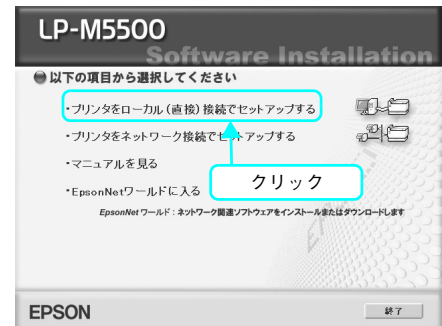 LP-M5500
Software Installation
以下の項目から選択してください
・プリンタをローカル（直接）接続でセットアップする
・プリンタをネットワーク接続でセットアップする
・マニュアルを見る
・EpsonNetワールドに入る
クリック
EpsonNet ワールド：ネットワーク関連ソフトウェアをインストールまたはダウンロードします
EPSON
終了